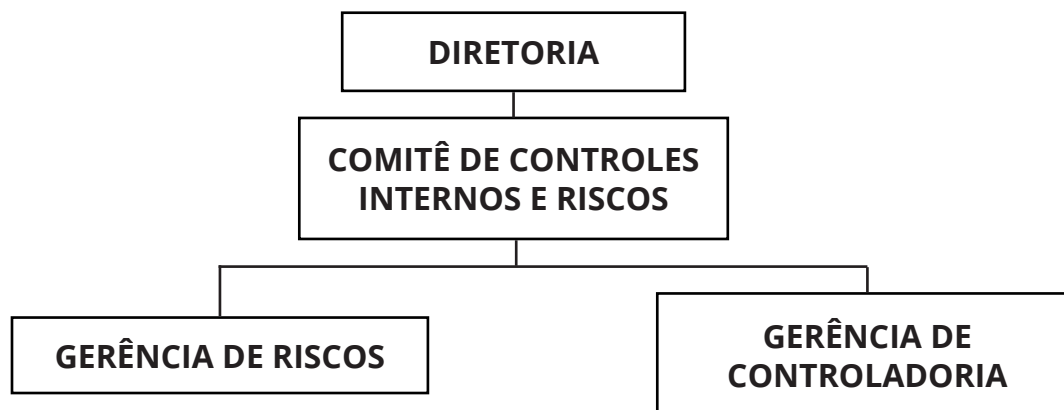 DIRETORIA
COMITÊ DE CONTROLES
INTERNOS E RISCOS
GERÊNCIA DE RISCOS
GERÊNCIA DE
CONTROLADORIA